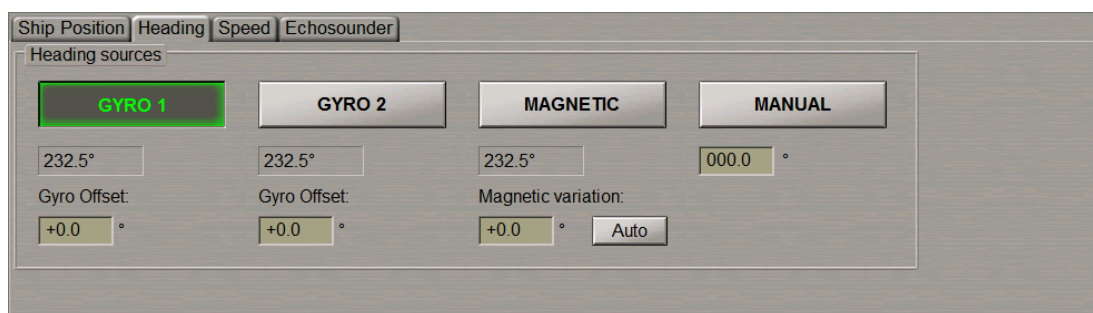 Ship Position Heading Speed Echosounder
Heading sources
GYRO 1 GYRO 2 MAGNETIC MANUAL
232.5° 232.5° 232.5° 000.0 °
Gyro Offset: Gyro Offset: Magnetic variation:
+0.0 ° +0.0 ° +0.0 ° Auto